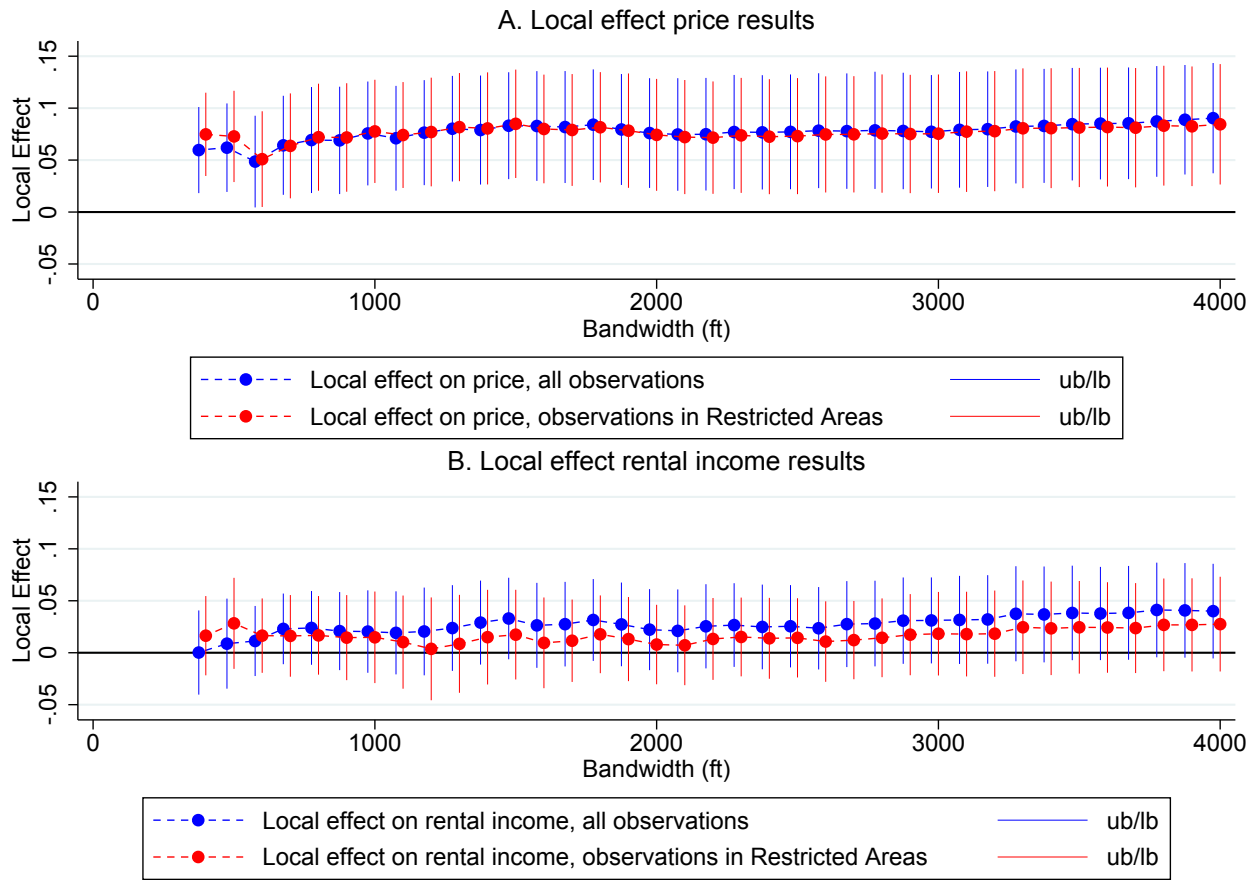 A. Local effect price results
.15
.1
.05
0
-.05
Local Effect
0 1000 2000 3000 4000
Bandwidth (ft)
Local effect on price, all observations ub/lb
Local effect on price, observations in Restricted Areas ub/lb
B. Local effect rental income results
.15
.1
.05
0
-.05
Local Effect
0 1000 2000 3000 4000
Bandwidth (ft)
Local effect on rental income, all observations ub/lb
Local effect on rental income, observations in Restricted Areas ub/lb